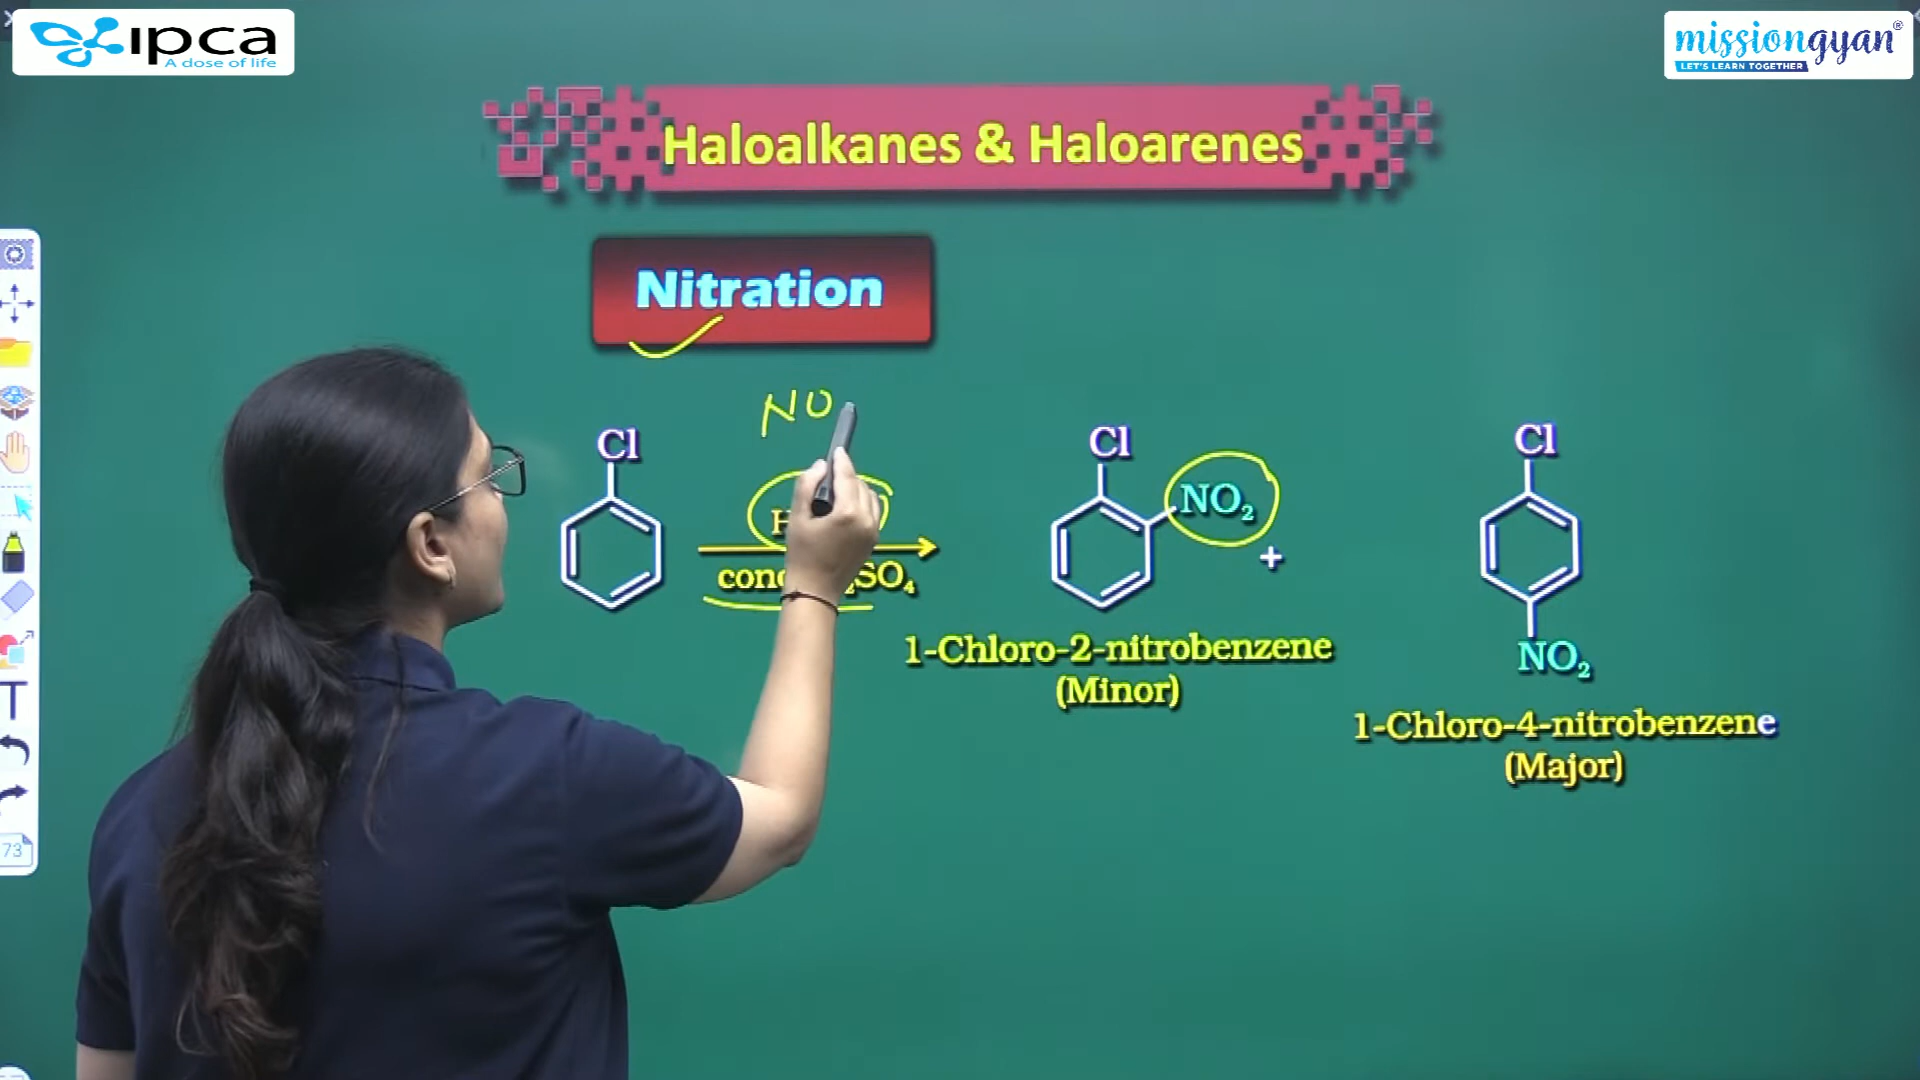 ipca
A dose of life
missiongyan®
LET'S LEARN TOGETHER
Haloalkanes & Haloarenes
Nitration
NO
Cl
H
SO₄
Cl
NO₂
+
1-Chloro-2-nitrobenzene
(Minor)
Cl
NO₂
1-Chloro-4-nitrobenzene
(Major)
T
73